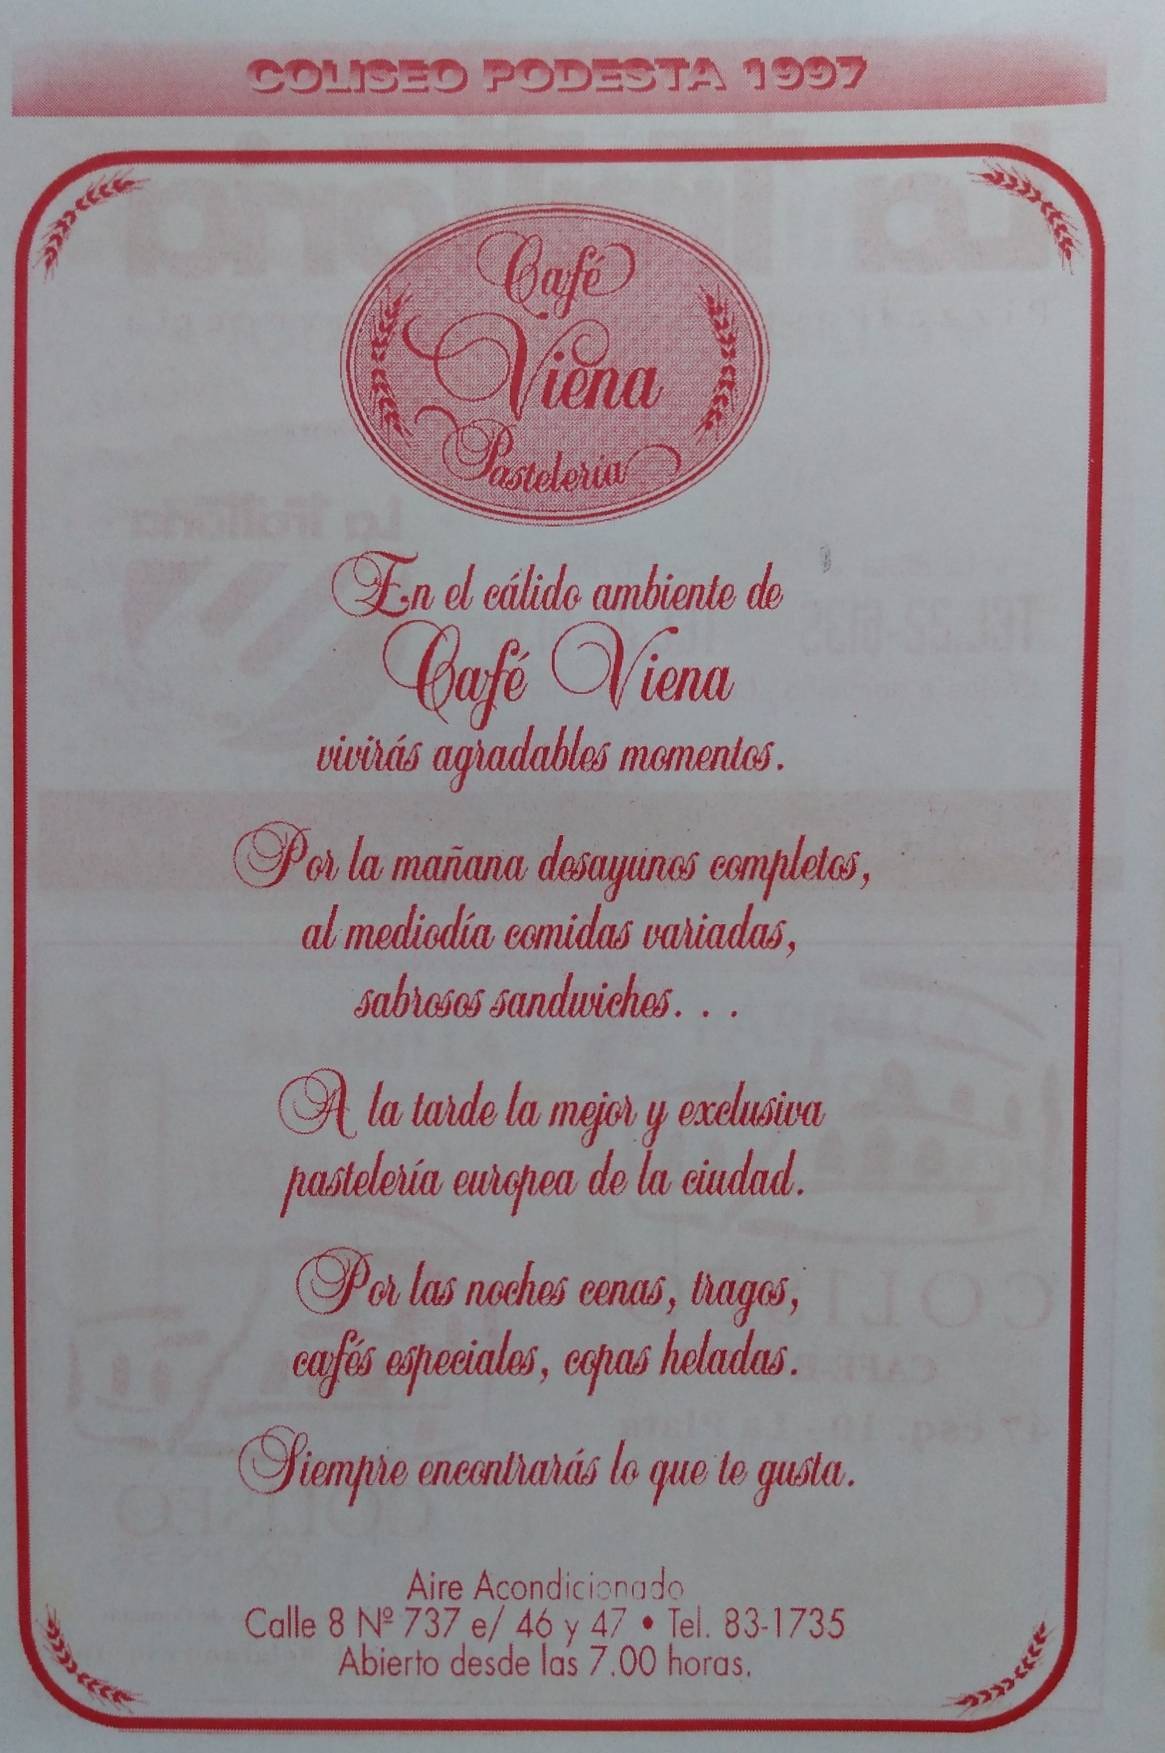 COLISEO PODESTA 1997
Café
Viena
Pastelería
En el cálido ambiente de
Café Viena
vivirás agradables momentos.
Por la mañana desayunos completos,
al mediodía comidas variadas,
sabrosos sandwiches. . .
A la tarde la mejor y exclusiva
pastelería europea de la ciudad.
Por las noches cenas, tragos,
cafés especiales, copas heladas.
Siempre encontrarás lo que te gusta.
Aire Acondicionado
Calle 8 Nº 737 e/ 46 y 47 • Tel. 83-1735
Abierto desde las 7.00 horas.